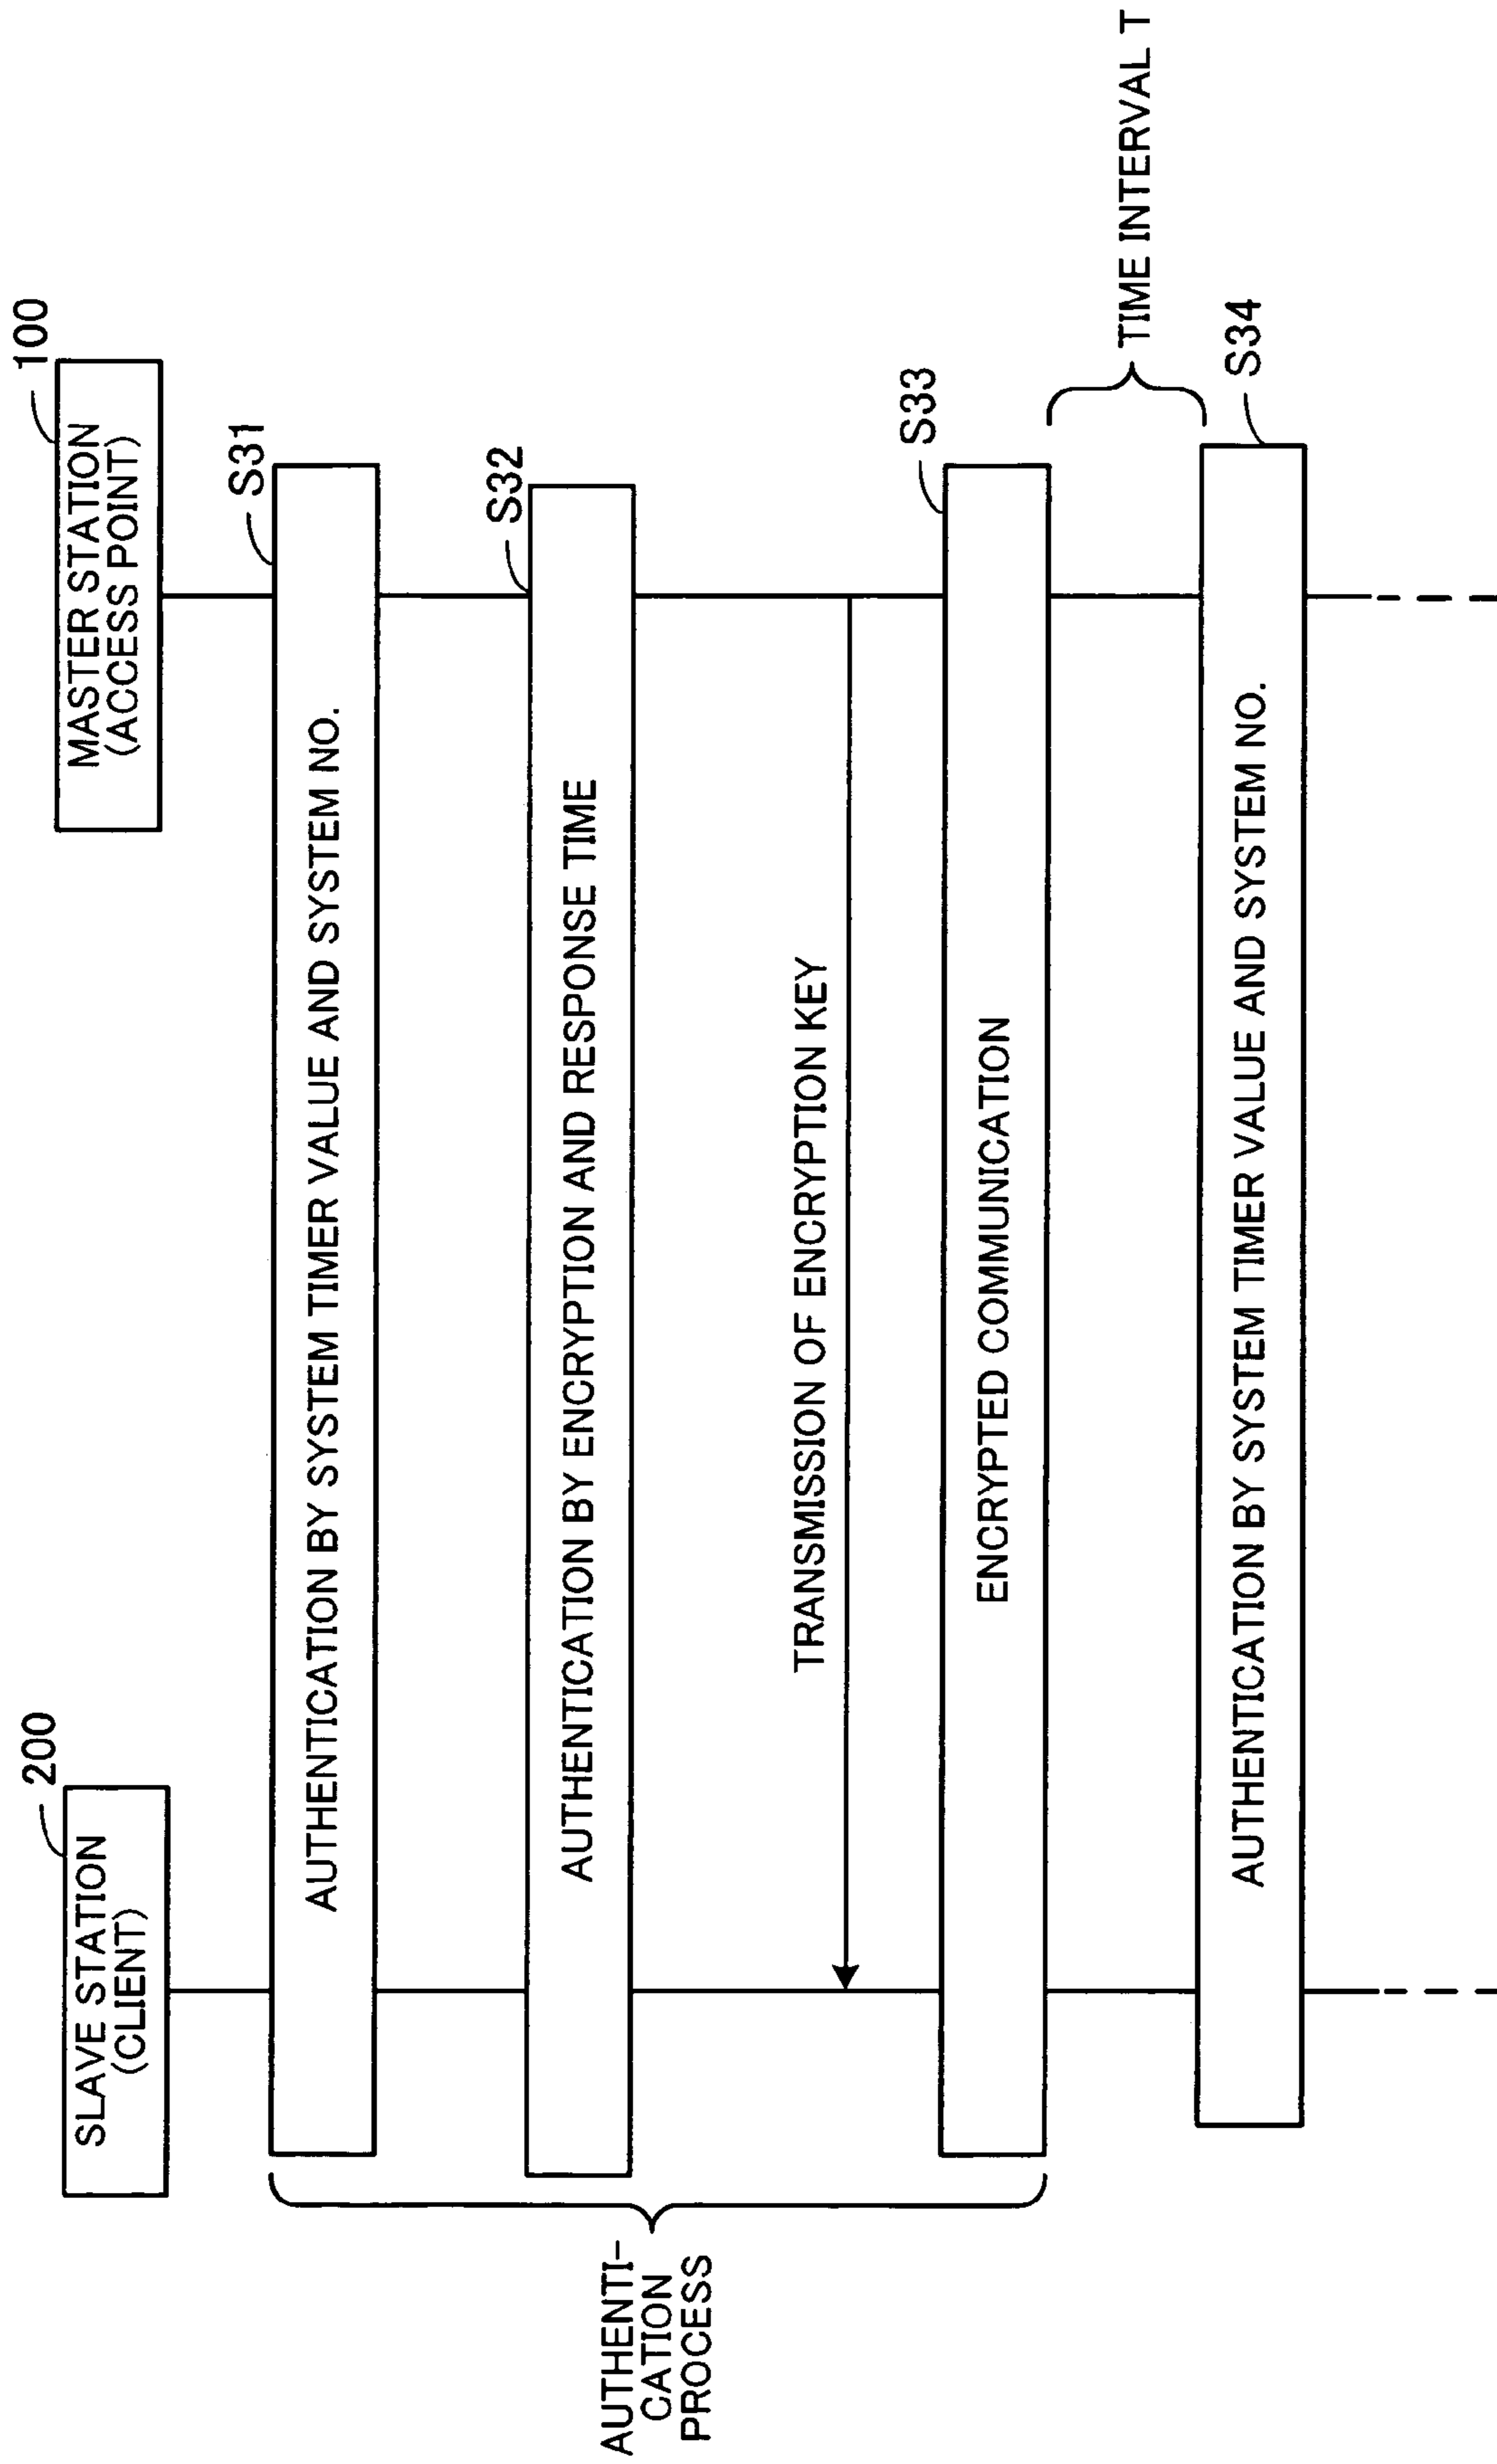 SLAVE STATION
(CLIENT)
200
MASTER STATION
(ACCESS POINT)
100
AUTHENTICATION BY SYSTEM TIMER VALUE AND SYSTEM NO.
S31
AUTHENTICATION BY ENCRYPTION AND RESPONSE TIME
S32
AUTHENTI-
CATION
PROCESS
TRANSMISSION OF ENCRYPTION KEY
ENCRYPTED COMMUNICATION
S33
TIME INTERVAL T
AUTHENTICATION BY SYSTEM TIMER VALUE AND SYSTEM NO.
S34